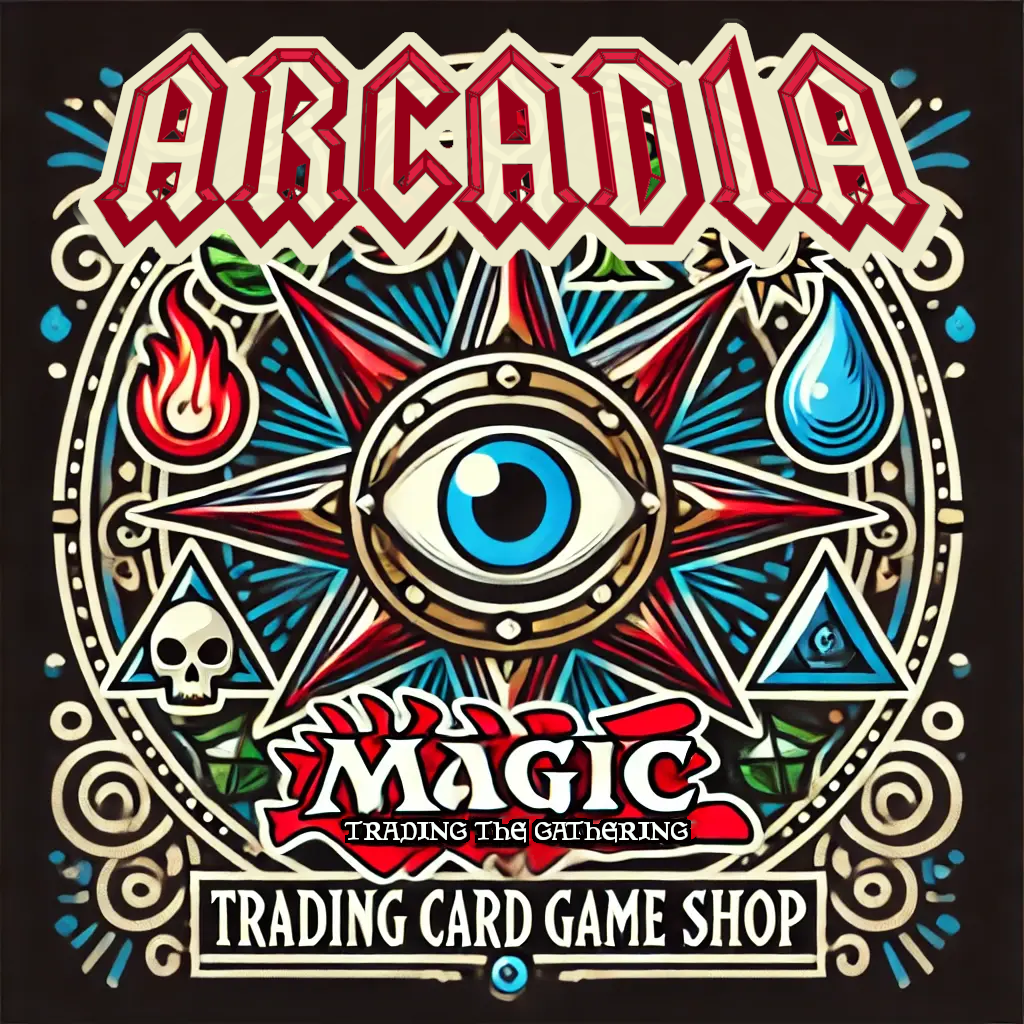 ARCADIA
MAGIC
TRADING THE GATHERING
TRADING CARD GAME SHOP